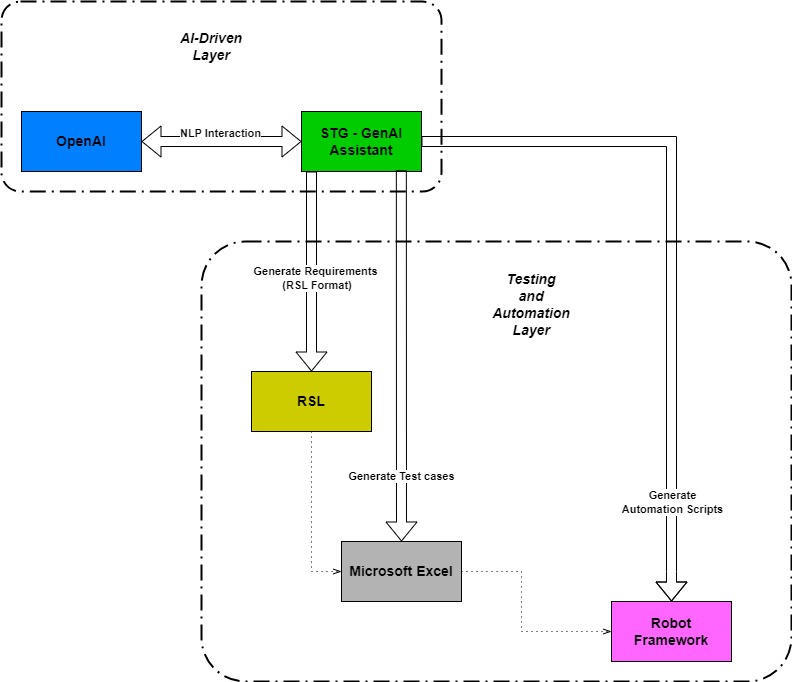 AI-Driven
Layer
OpenAI
NLP Interaction
STG - GenAI
Assistant
Generate Requirements
(RSL Format)
Testing
and
Automation
Layer
RSL
Generate Test cases
Generate
Automation Scripts
Microsoft Excel
Robot
Framework